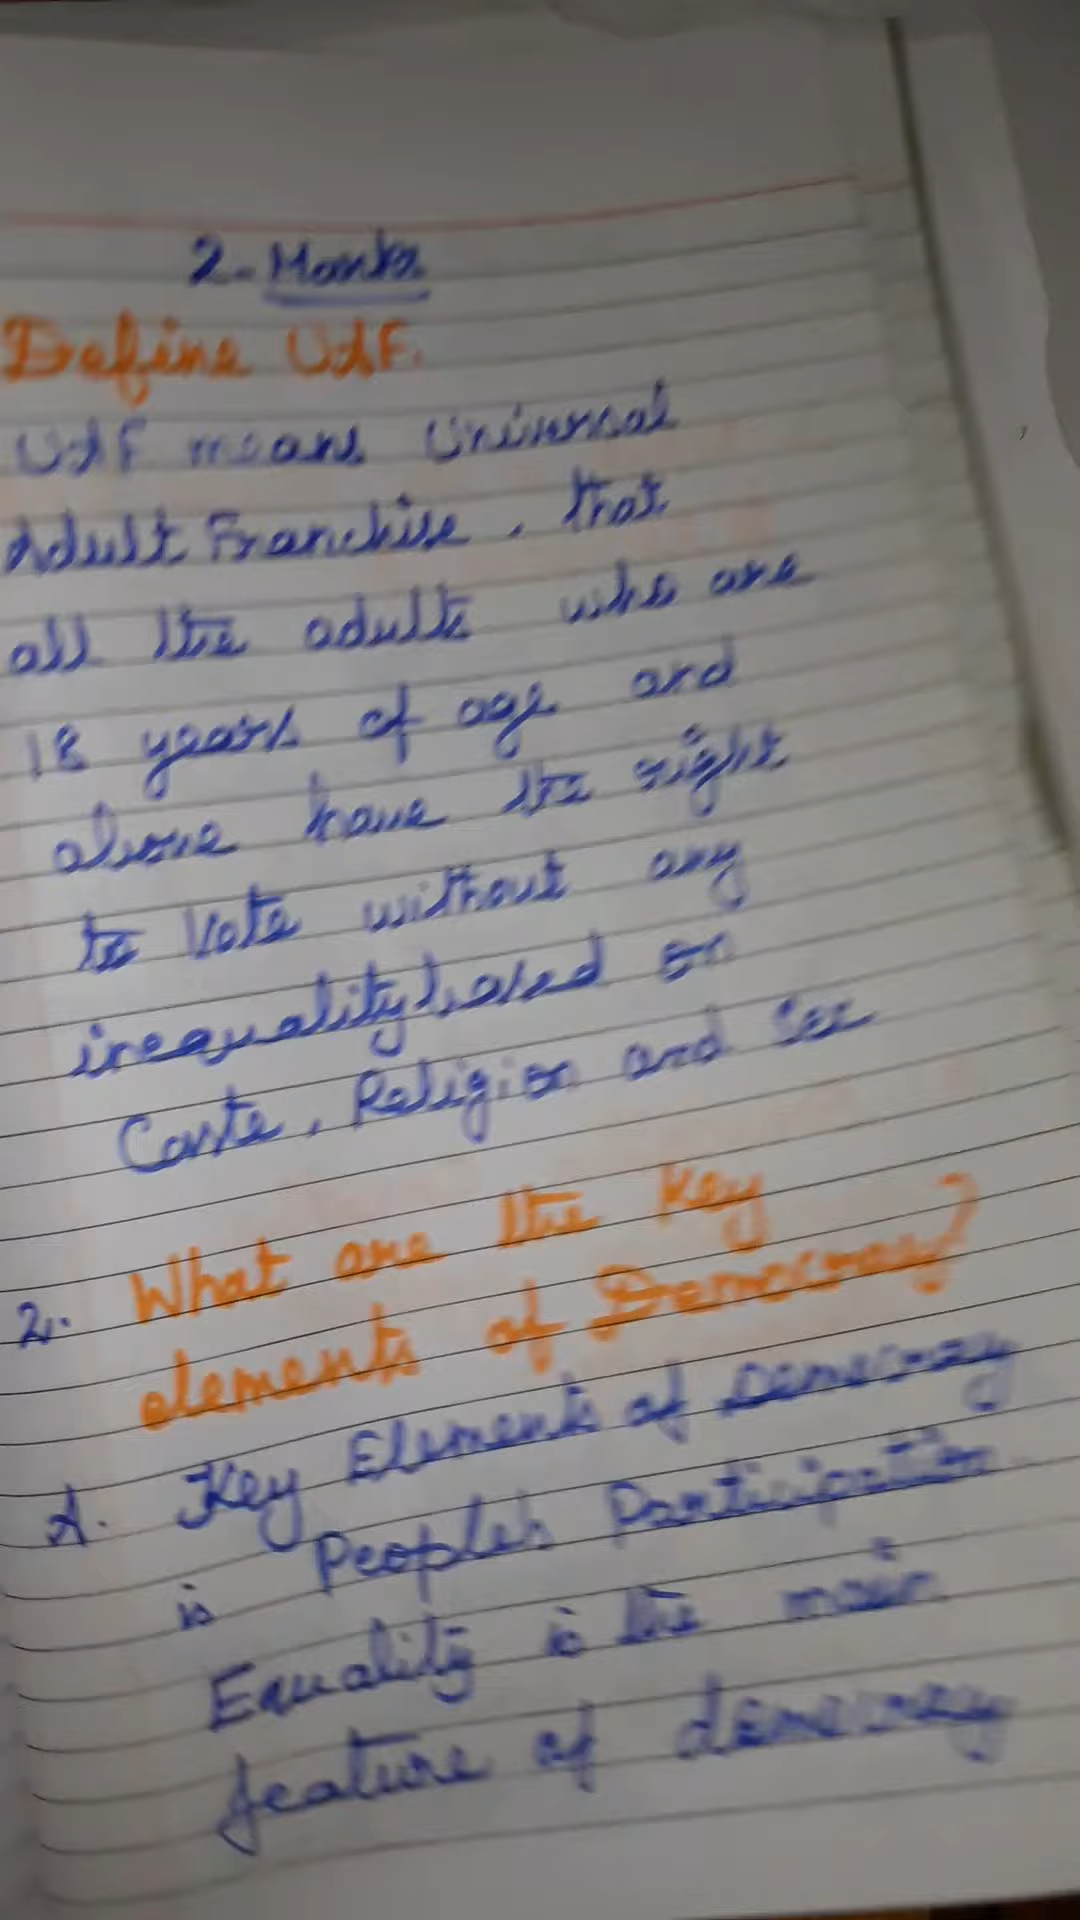 2-Marks
Define UAF.
UAF means Universal
Adult Franchise, that
all the adults who are
18 years of age and
above have the right
to Vote without any
inequality based on
Caste, Religion and Sex
2. What are the Key
elements of Democracy?
A. Key Elements of Democracy
is Peoples Participation
Equality is the main
feature of democracy